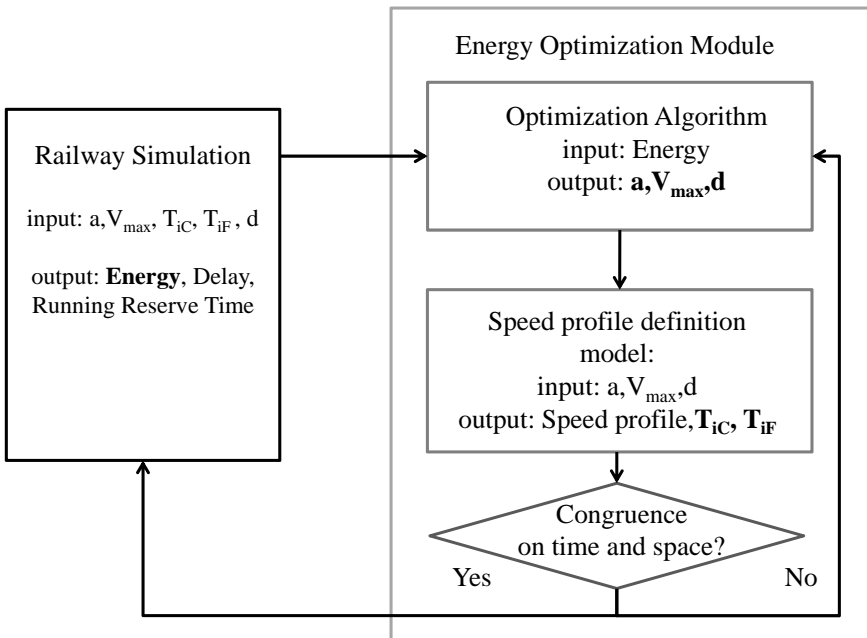 Energy Optimization Module
Railway Simulation
input: a,Vmax, TiC, TiF , d
output: Energy, Delay,
Running Reserve Time
Optimization Algorithm
input: Energy
output: a,Vmax,d
Speed profile definition
model:
input: a,Vmax,d
output: Speed profile,TiC, TiF
Congruence
on time and space?
Yes
No